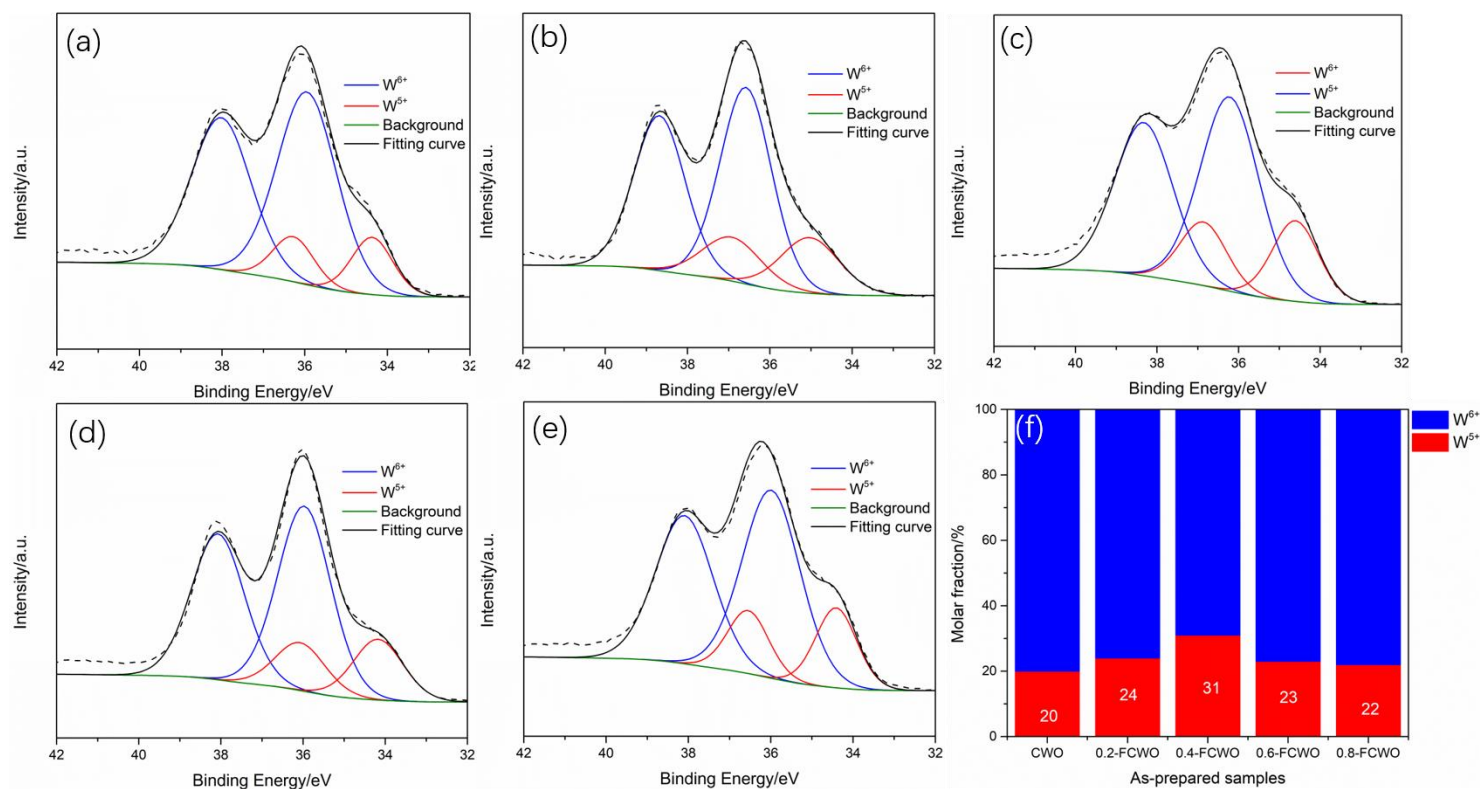 (a)
W⁶⁺
W⁵⁺
Background
Fitting curve
Intensity/a.u.
42 40 38 36 34 32
Binding Energy/eV
(b)
W⁶⁺
W⁵⁺
Background
Fitting curve
Intensity/a.u.
42 40 38 36 34 32
Binding Energy/eV
(c)
W⁶⁺
W⁵⁺
Background
Fitting curve
Intensity/a.u.
42 40 38 36 34 32
Binding Energy/eV
(d)
W⁶⁺
W⁵⁺
Background
Fitting curve
Intensity/a.u.
42 40 38 36 34 32
Binding Energy/eV
(e)
W⁶⁺
W⁵⁺
Background
Fitting curve
Intensity/a.u.
42 40 38 36 34 32
Binding Energy/eV
(f)
W⁶⁺
W⁵⁺
Molar fraction/%
100
80
60
40
20
0
20 24 31 23 22
CWO 0.2-FCWO 0.4-FCWO 0.6-FCWO 0.8-FCWO
As-prepared samples